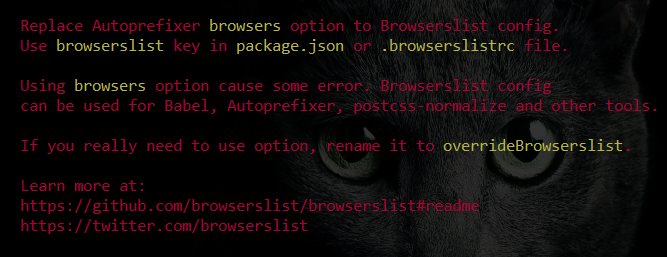 Replace Autoprefixer browsers option to Browserslist config.
Use browserslist key in package.json or .browserslistrc file.
Using browsers option cause some error. Browserslist config
can be used for Babel, Autoprefixer, postcss-normalize and other tools.
If you really need to use option, rename it to overrideBrowserslist.
Learn more at:
https://github.com/browserslist/browserslist#readme
https://twitter.com/browserslist